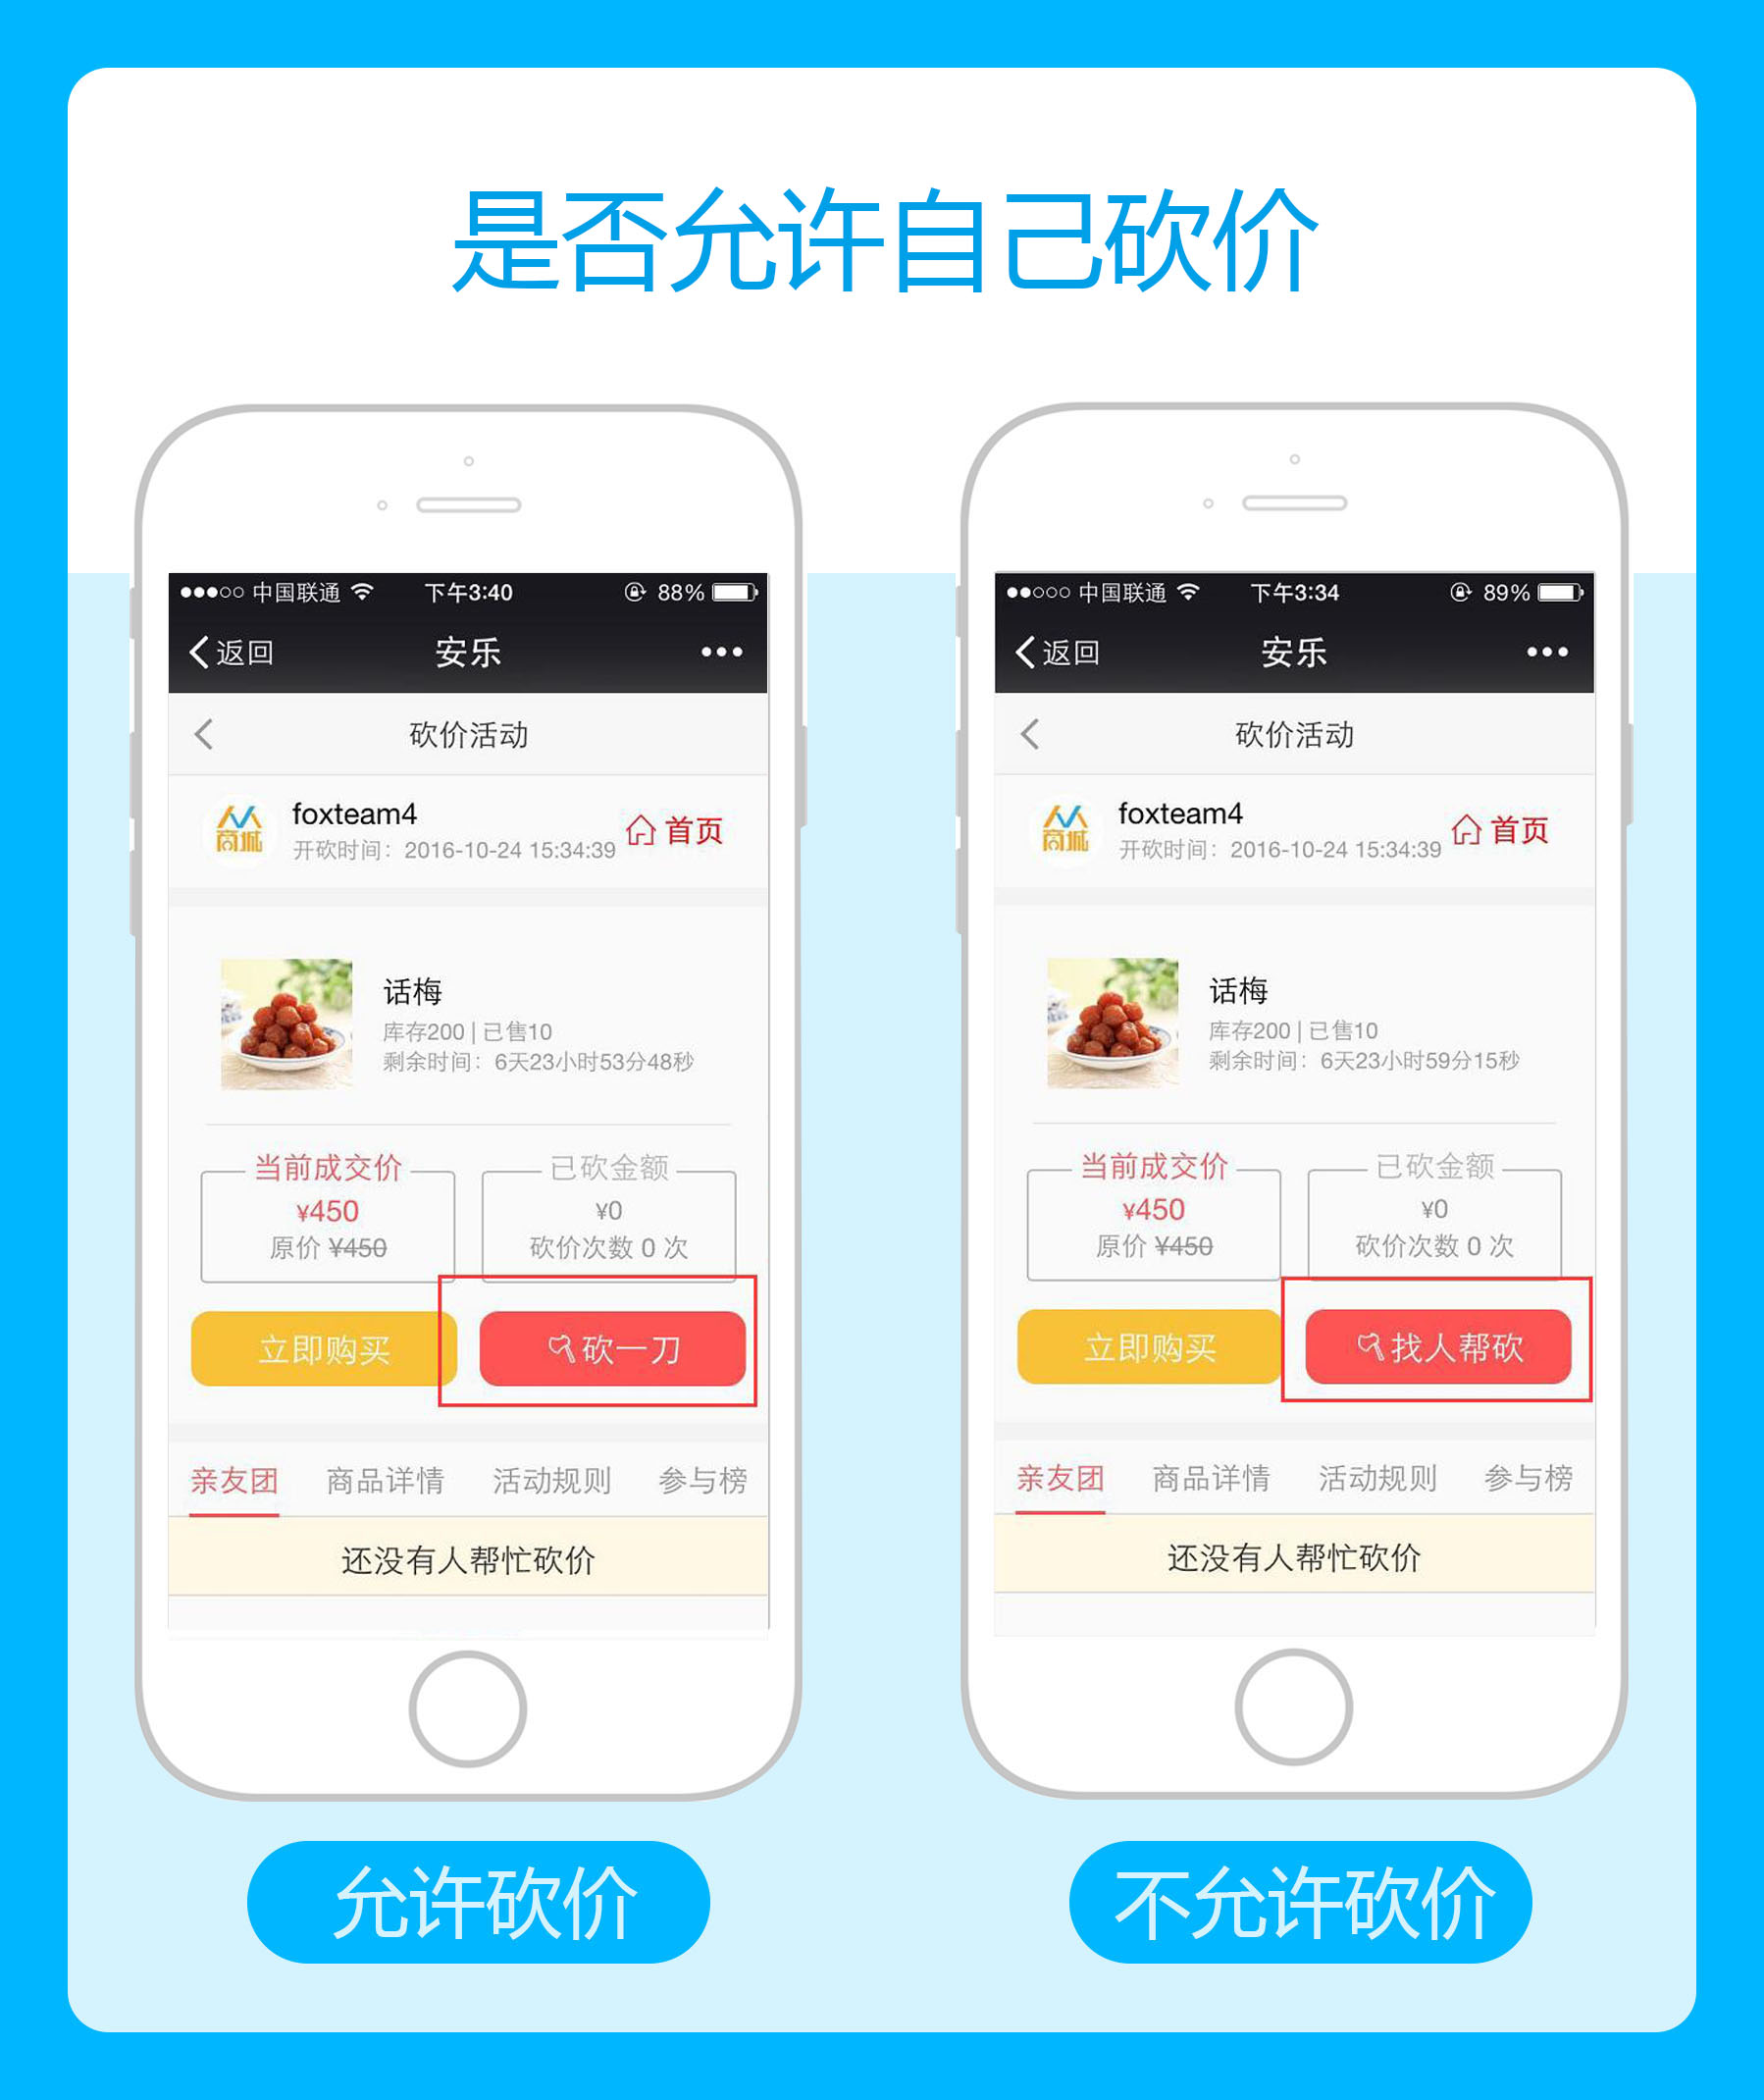 是否允许自己砍价
中国联通 下午3:40 88%
返回 安乐
砍价活动
foxteam4
商城
首页
开砍时间：2016-10-24 15:34:39
话梅
库存200 | 已售10
剩余时间：6天23小时53分48秒
当前成交价 已砍金额
¥450 ¥0
原价 ¥450 砍价次数 0 次
立即购买 砍一刀
亲友团 商品详情 活动规则 参与榜
还没有人帮忙砍价
允许砍价
中国联通 下午3:34 89%
返回 安乐
砍价活动
foxteam4
商城
首页
开砍时间：2016-10-24 15:34:39
话梅
库存200 | 已售10
剩余时间：6天23小时59分15秒
当前成交价 已砍金额
¥450 ¥0
原价 ¥450 砍价次数 0 次
立即购买 找人帮砍
亲友团 商品详情 活动规则 参与榜
还没有人帮忙砍价
不允许砍价